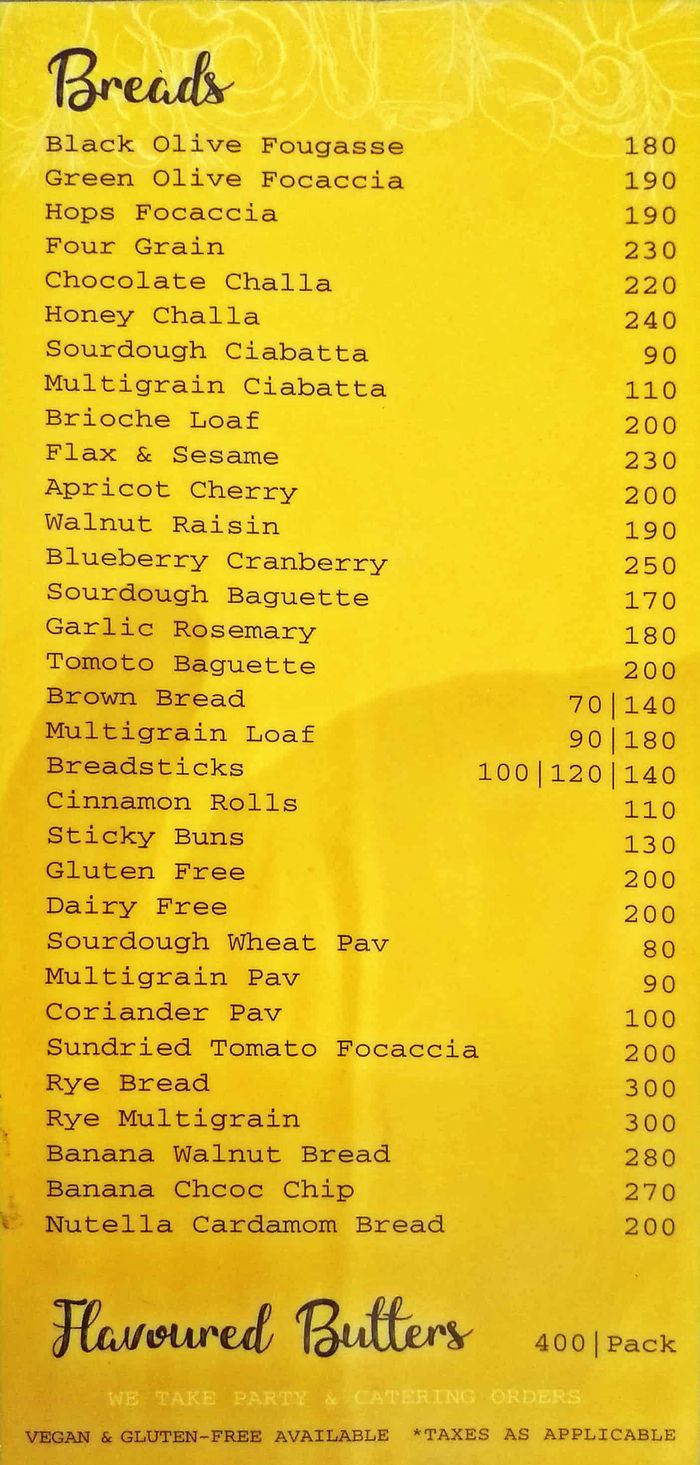 Breads
Black Olive Fougasse 180
Green Olive Focaccia 190
Hops Focaccia 190
Four Grain 230
Chocolate Challa 220
Honey Challa 240
Sourdough Ciabatta 90
Multigrain Ciabatta 110
Brioche Loaf 200
Flax & Sesame 230
Apricot Cherry 200
Walnut Raisin 190
Blueberry Cranberry 250
Sourdough Baguette 170
Garlic Rosemary 180
Tomoto Baguette 200
Brown Bread 70|140
Multigrain Loaf 90|180
Breadsticks 100|120|140
Cinnamon Rolls 110
Sticky Buns 130
Gluten Free 200
Dairy Free 200
Sourdough Wheat Pav 80
Multigrain Pav 90
Coriander Pav 100
Sundried Tomato Focaccia 200
Rye Bread 300
Rye Multigrain 300
Banana Walnut Bread 280
Banana Chcoc Chip 270
Nutella Cardamom Bread 200
Flavoured Butters 400|Pack
WE TAKE PARTY & CATERING ORDERS
VEGAN & GLUTEN-FREE AVAILABLE *TAXES AS APPLICABLE